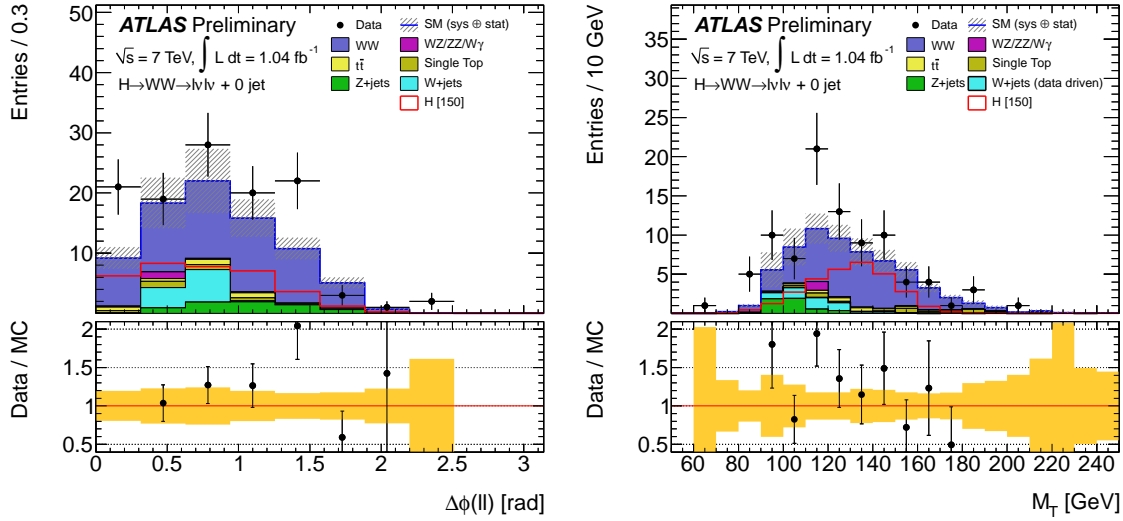 ATLAS Preliminary
√s = 7 TeV, ∫ L dt = 1.04 fb⁻¹
H→WW→lνlν + 0 jet
Data
SM (sys ⊕ stat)
WW
WZ/ZZ/Wγ
tt̄
Single Top
Z+jets
W+jets
H [150]
Entries / 0.3
50
40
30
20
10
Data / MC
2
1.5
1
0.5
0 0.5 1 1.5 2 2.5 3
Δϕ(ll) [rad]
ATLAS Preliminary
√s = 7 TeV, ∫ L dt = 1.04 fb⁻¹
H→WW→lνlν + 0 jet
Data
SM (sys ⊕ stat)
WW
WZ/ZZ/Wγ
tt̄
Single Top
Z+jets
W+jets (data driven)
H [150]
Entries / 10 GeV
35
30
25
20
15
10
5
Data / MC
2
1.5
1
0.5
60 80 100 120 140 160 180 200 220 240
M_T [GeV]